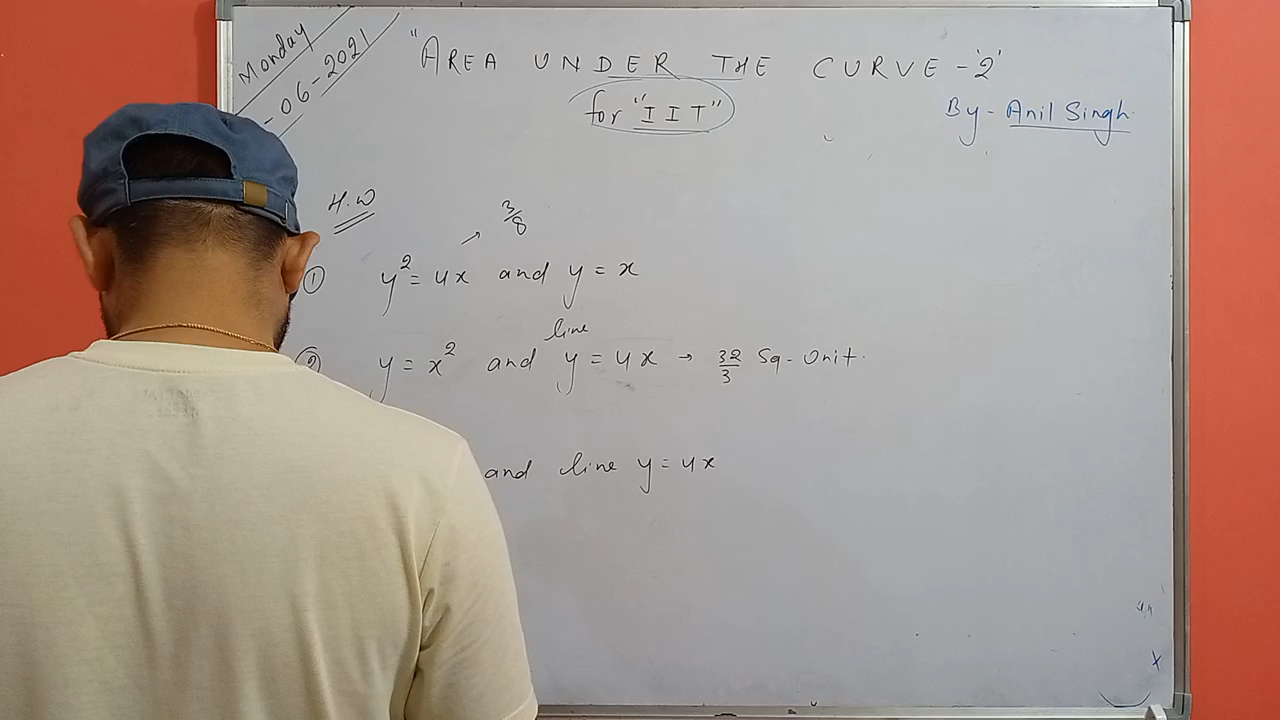 Monday
-06-2021
"AREA UNDER THE CURVE-'2'
for "IIT"
By- Anil Singh.
H.W
3/8
① y²=4x and y=x
② y=x² and line y=4x → 32/3 Sq-Unit.
and line y=4x